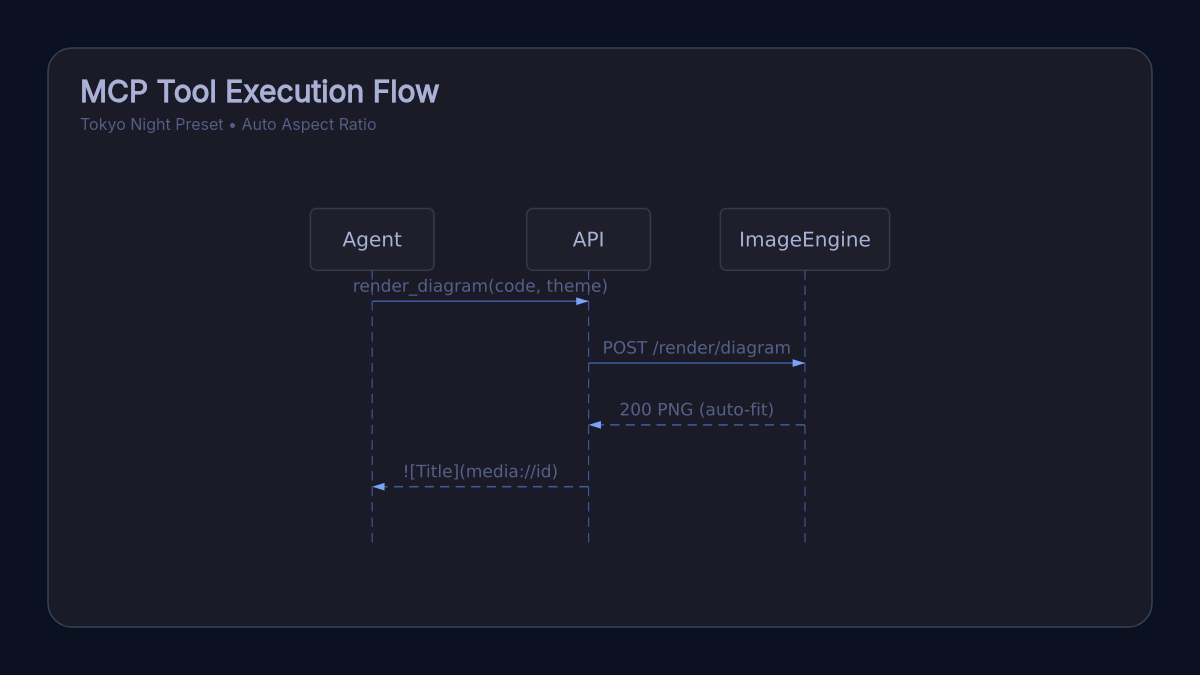 MCP Tool Execution Flow
Tokyo Night Preset • Auto Aspect Ratio
Agent
API
ImageEngine
render_diagram(code, theme)
POST /render/diagram
200 PNG (auto-fit)
![Title](media://id)